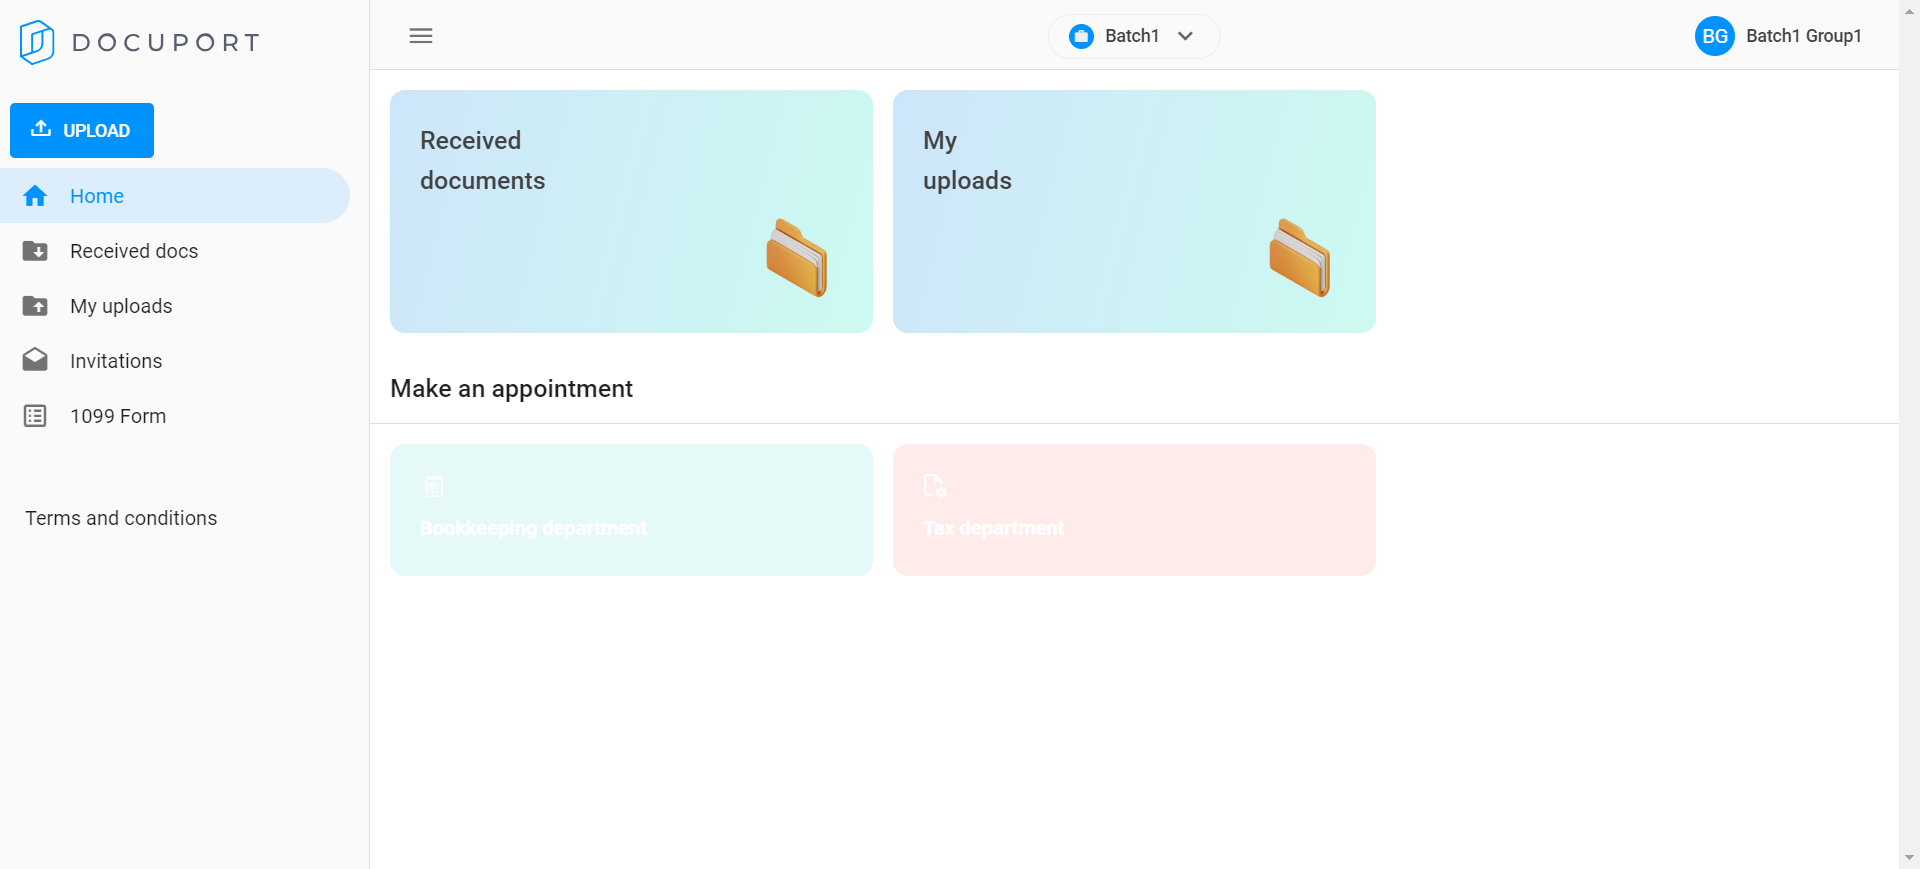 DOCUPORT
UPLOAD
Home
Received docs
My uploads
Invitations
1099 Form
Terms and conditions
Batch1
BG
Batch1 Group1
Received
documents
My
uploads
Make an appointment
Bookkeeping department
Tax department